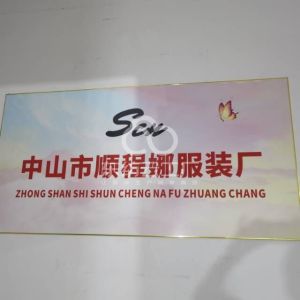 Scn
中山市顺程娜服装厂
ZHONG SHAN SHI SHUN CHENG NA FU ZHUANG CHANG